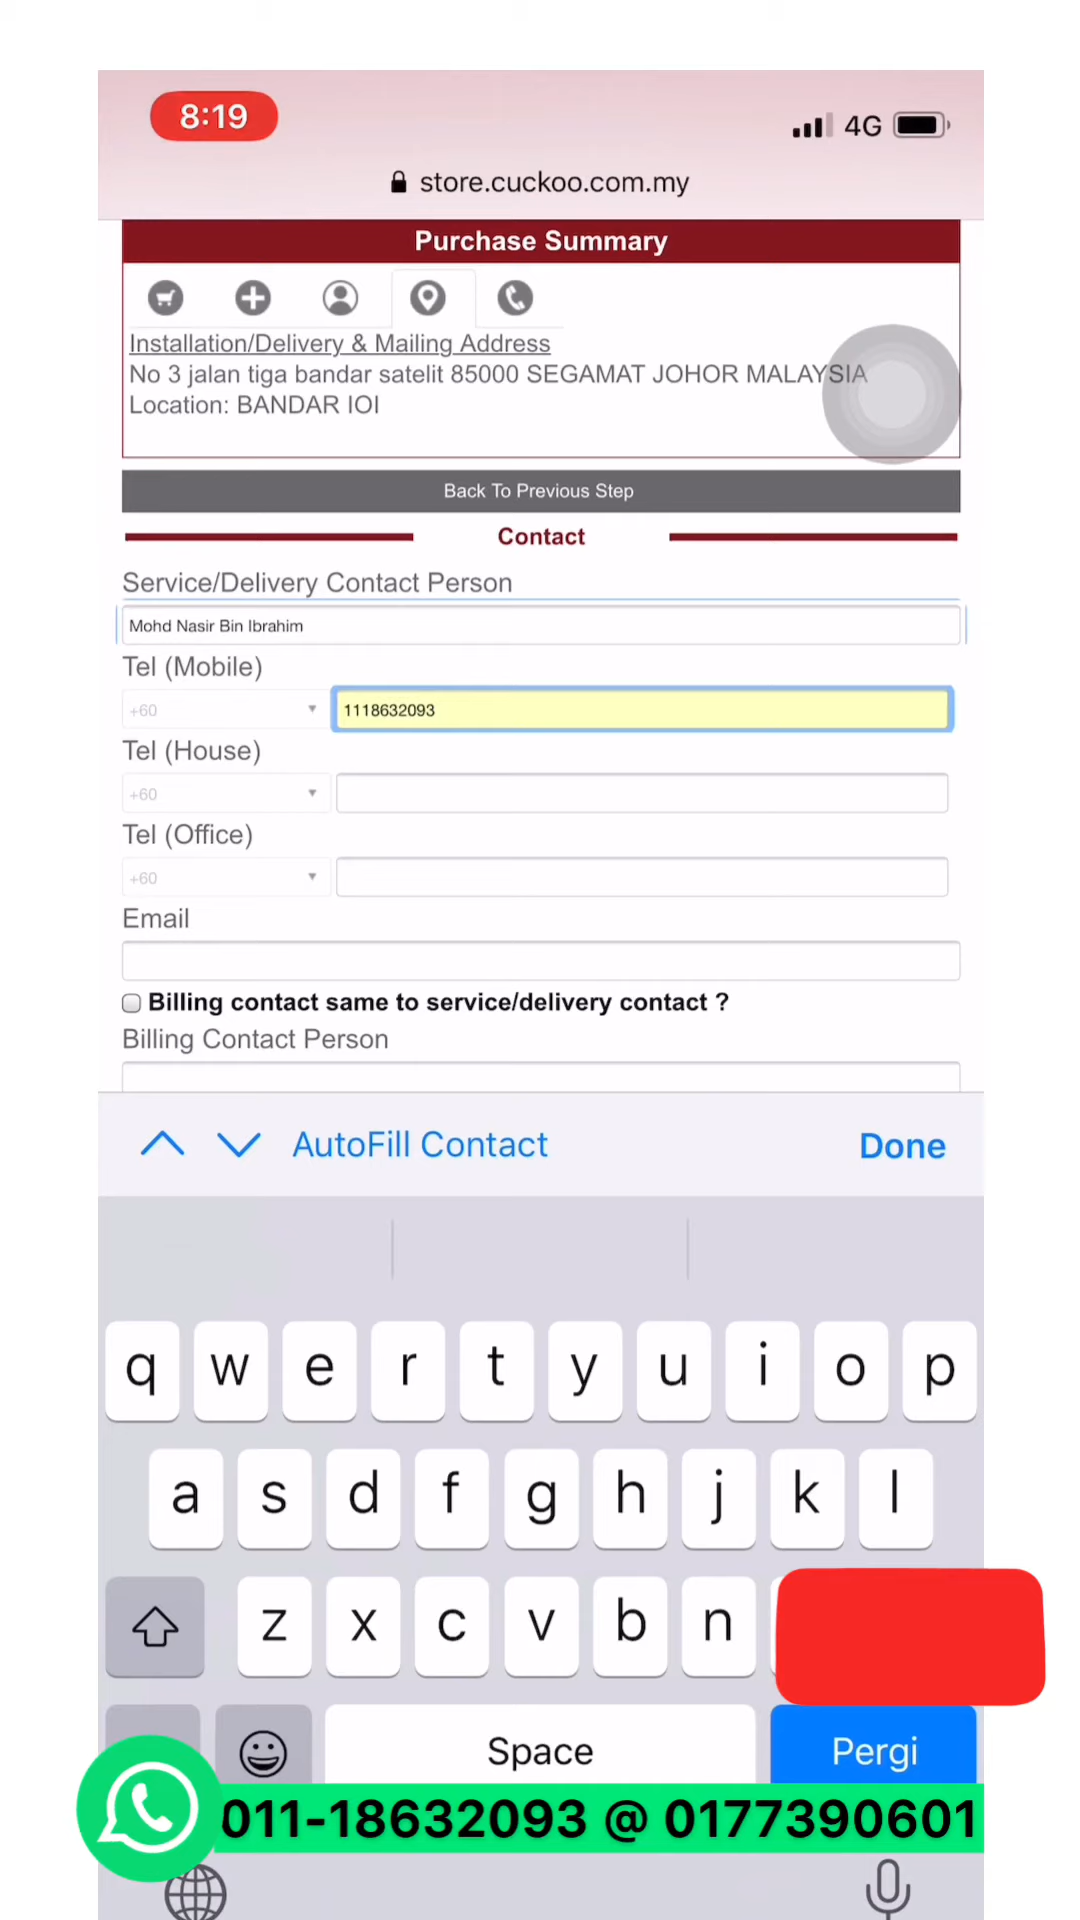 8:19
4G
store.cuckoo.com.my
Purchase Summary
Installation/Delivery & Mailing Address
No 3 jalan tiga bandar satelit 85000 SEGAMAT JOHOR MALAYSIA
Location: BANDAR IOI
Back To Previous Step
Contact
Service/Delivery Contact Person
Mohd Nasir Bin Ibrahim
Tel (Mobile)
+60
1118632093
Tel (House)
+60
Tel (Office)
+60
Email
Billing contact same to service/delivery contact ?
Billing Contact Person
AutoFill Contact
Done
q w e r t y u i o p
a s d f g h j k l
z x c v b n
Space
Pergi
011-18632093 @ 0177390601